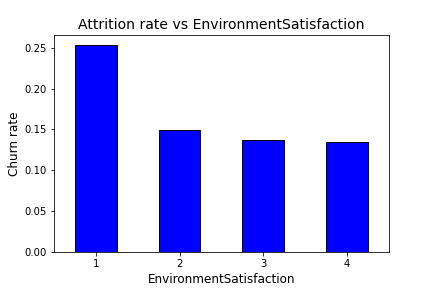 Attrition rate vs EnvironmentSatisfaction
Churn rate
0.25
0.20
0.15
0.10
0.05
0.00
1 2 3 4
EnvironmentSatisfaction